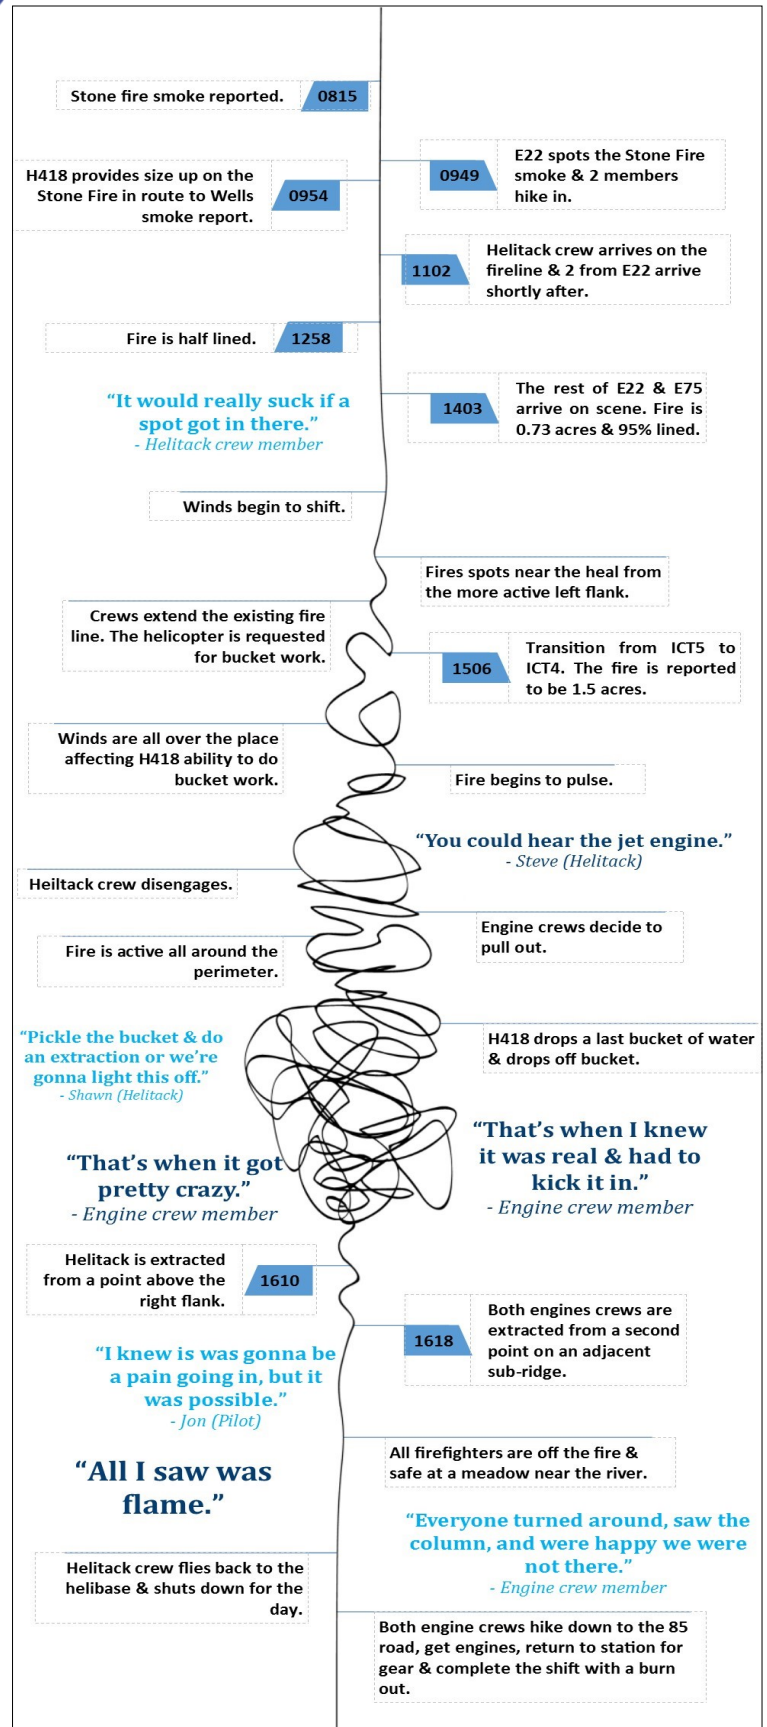 Stone fire smoke reported.
0815
E22 spots the Stone Fire
smoke & 2 members
hike in.
0949
H418 provides size up on the
Stone Fire in route to Wells
smoke report.
0954
Helitack crew arrives on the
fireline & 2 from E22 arrive
shortly after.
1102
Fire is half lined.
1258
The rest of E22 & E75
arrive on scene. Fire is
0.73 acres & 95% lined.
1403
“It would really suck if a
spot got in there.”
- Helitack crew member
Winds begin to shift.
Fires spots near the heal from
the more active left flank.
Crews extend the existing fire
line. The helicopter is requested
for bucket work.
Transition from ICT5 to
ICT4. The fire is reported
to be 1.5 acres.
1506
Winds are all over the place
affecting H418 ability to do
bucket work.
Fire begins to pulse.
“You could hear the jet engine.”
- Steve (Helitack)
Heiltack crew disengages.
Engine crews decide to
pull out.
Fire is active all around the
perimeter.
H418 drops a last bucket of water
& drops off bucket.
“Pickle the bucket & do
an extraction or we’re
gonna light this off.”
- Shawn (Helitack)
“That’s when I knew
it was real & had to
kick it in.”
- Engine crew member
“That’s when it got
pretty crazy.”
- Engine crew member
Helitack is extracted
from a point above the
right flank.
1610
Both engines crews are
extracted from a second
point on an adjacent
sub-ridge.
1618
“I knew is was gonna be
a pain going in, but it
was possible.”
- Jon (Pilot)
All firefighters are off the fire &
safe at a meadow near the river.
“All I saw was
flame.”
“Everyone turned around, saw the
column, and were happy we were
not there.”
- Engine crew member
Helitack crew flies back to the
helibase & shuts down for the
day.
Both engine crews hike down to the 85
road, get engines, return to station for
gear & complete the shift with a burn
out.